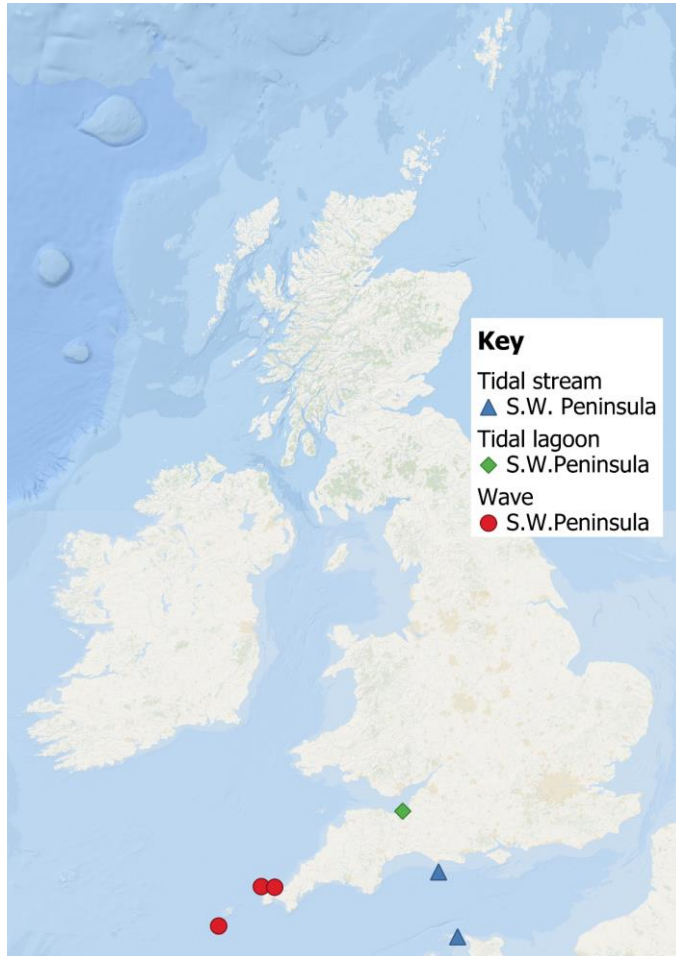 Key
Tidal stream
S.W. Peninsula
Tidal lagoon
S.W.Peninsula
Wave
S.W.Peninsula